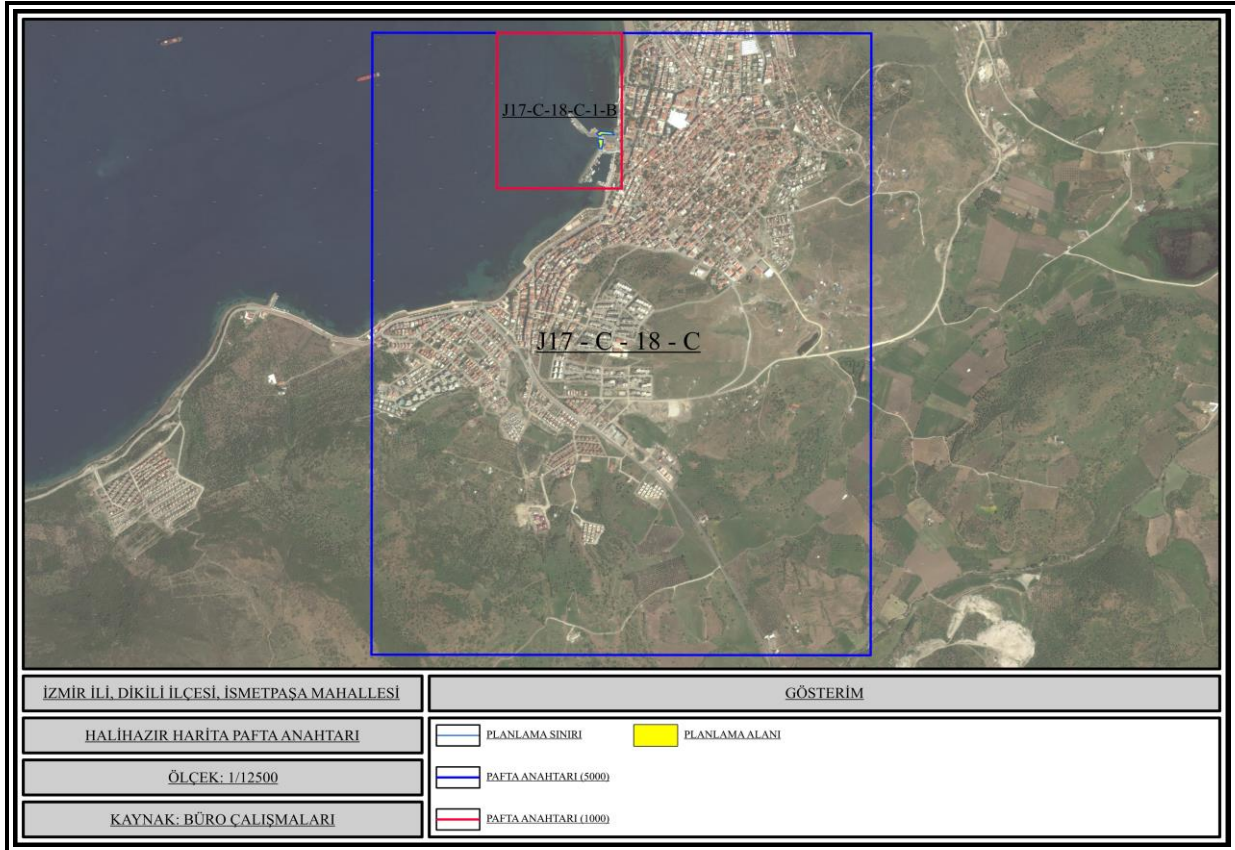 J17-C-18-C-1-B
J17 - C - 18 - C
İZMİR İLİ, DİKİLİ İLÇESİ, İSMETPAŞA MAHALLESİ
HALİHAZIR HARİTA PAFTA ANAHTARI
ÖLÇEK: 1/12500
KAYNAK: BÜRO ÇALIŞMALARI
GÖSTERİM
PLANLAMA SINIRI
PLANLAMA ALANI
PAFTA ANAHTARI (5000)
PAFTA ANAHTARI (1000)